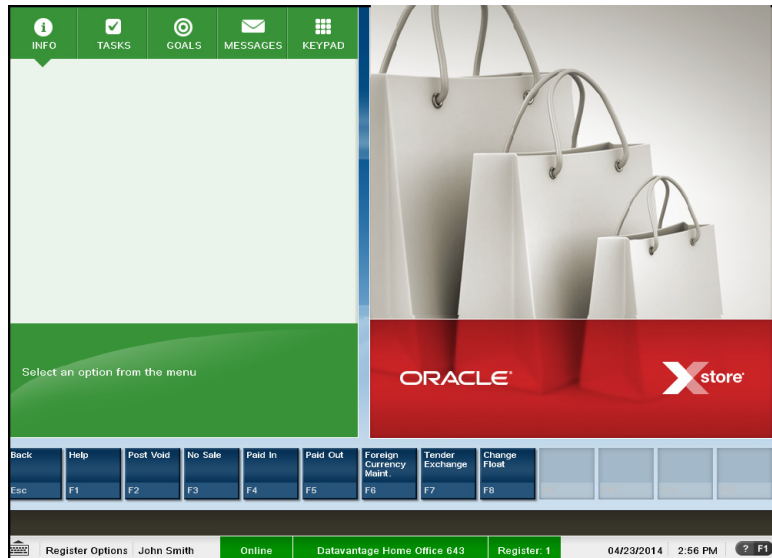 INFO TASKS GOALS MESSAGES KEYPAD
Select an option from the menu
ORACLE Xstore
Back Help Post Void No Sale Paid In Paid Out Foreign Currency Maint. Tender Exchange Change Float
Esc F1 F2 F3 F4 F5 F6 F7 F8
Register Options John Smith Online Datavantage Home Office 643 Register: 1 04/23/2014 2:56 PM ? F1